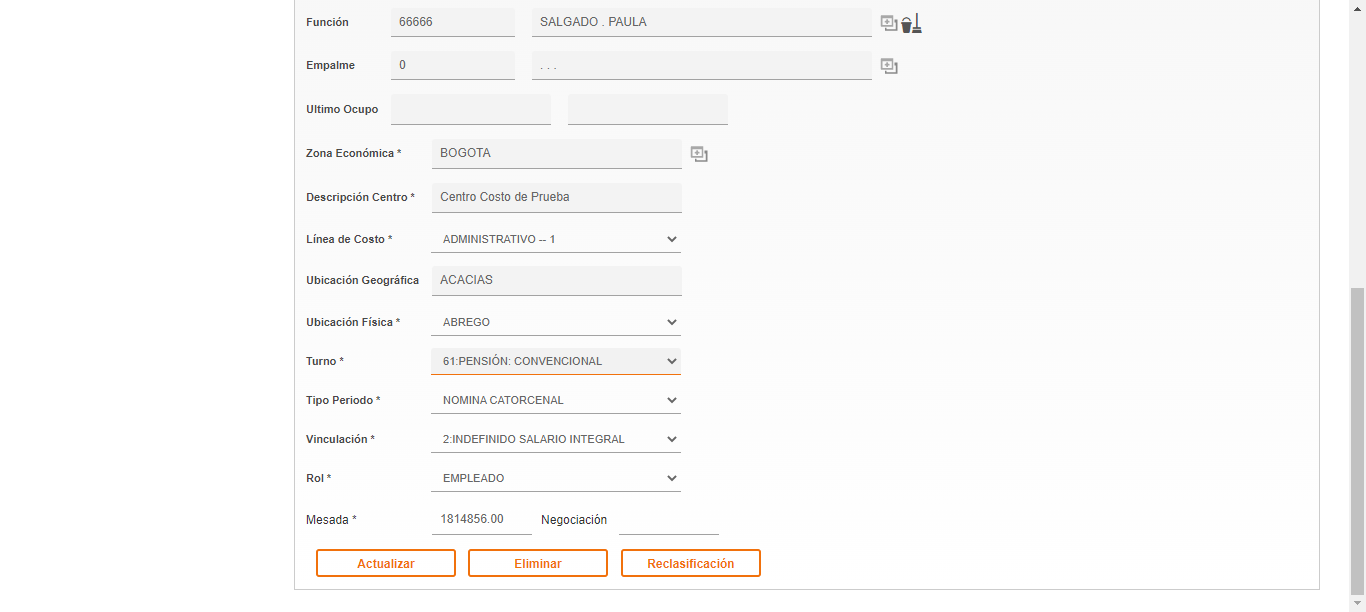 Función 66666 SALGADO . PAULA
Empalme 0 . . .
Ultimo Ocupo
Zona Económica * BOGOTA
Descripción Centro * Centro Costo de Prueba
Línea de Costo * ADMINISTRATIVO -- 1
Ubicación Geográfica ACACIAS
Ubicación Física * ABREGO
Turno * 61:PENSIÓN: CONVENCIONAL
Tipo Periodo * NOMINA CATORCENAL
Vinculación * 2:INDEFINIDO SALARIO INTEGRAL
Rol * EMPLEADO
Mesada * 1814856.00 Negociación
Actualizar Eliminar Reclasificación